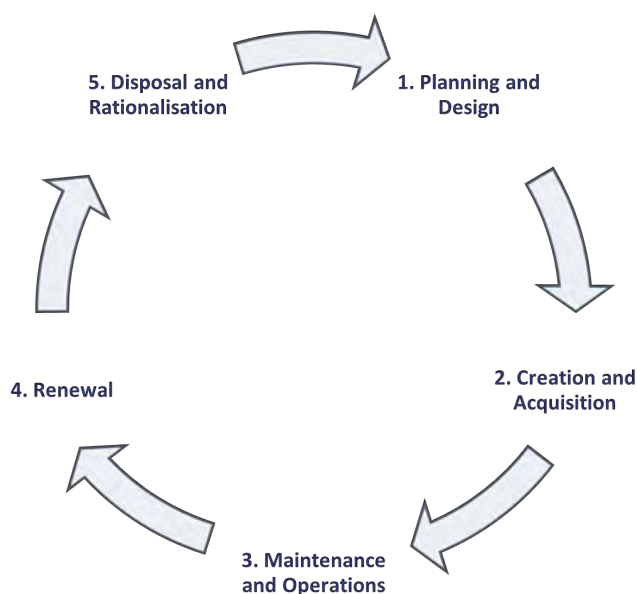 1. Planning and
Design
2. Creation and
Acquisition
3. Maintenance
and Operations
4. Renewal
5. Disposal and
Rationalisation